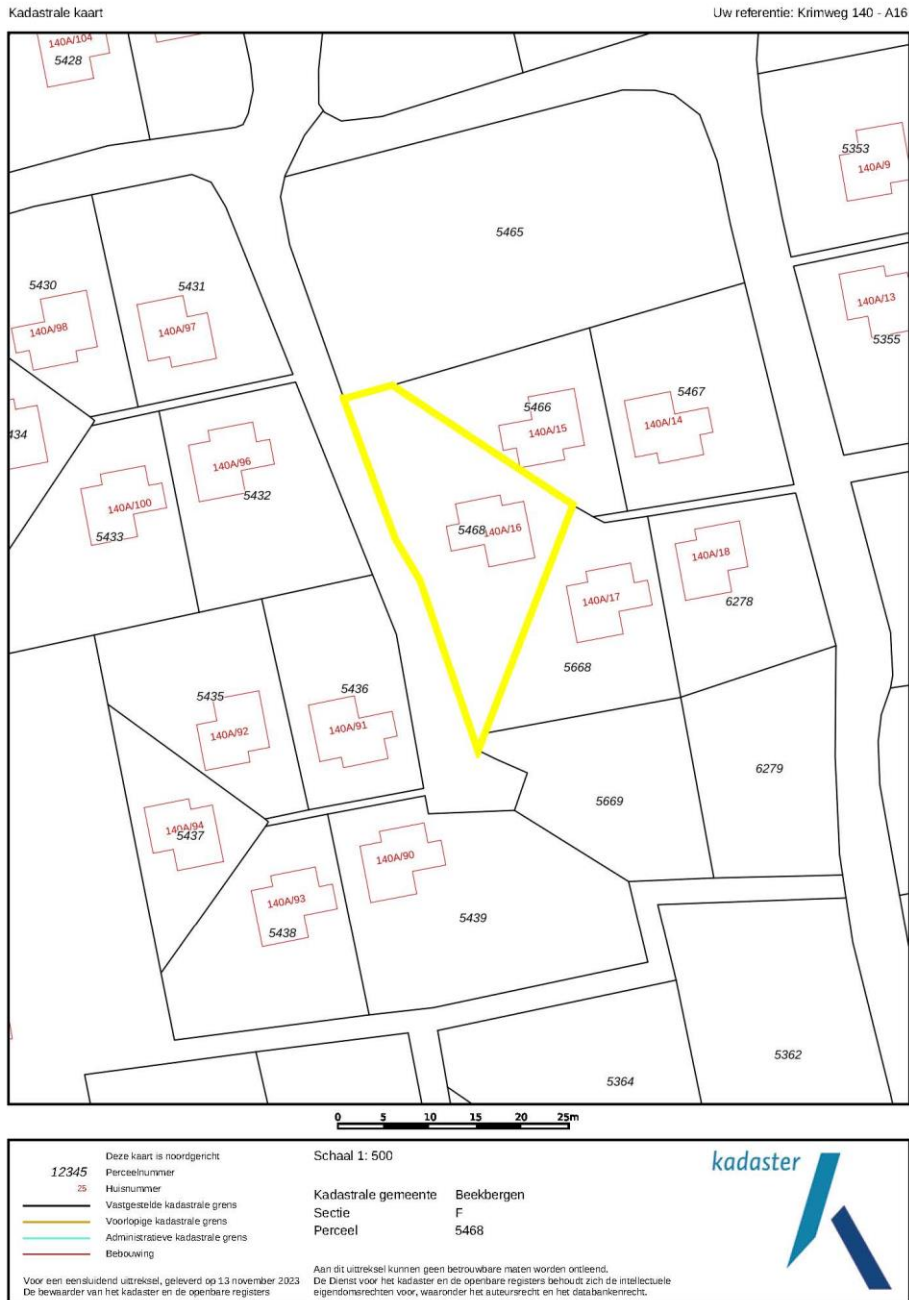 Kadastrale kaart
Uw referentie: Krimweg 140 - A16
140A/104
5428
5353
140A/9
5465
5430
5431
140A/98
140A/97
140A/13
5355
5467
5466
140A/14
140A/15
434
140A/96
5432
140A/100
5433
5468
140A/16
140A/18
6278
140A/17
5668
5436
5435
140A/91
140A/92
6279
5669
140A/94
5437
140A/90
140A/93
5439
5438
5362
5364
0 5 10 15 20 25m
Deze kaart is noordgericht
12345 Perceelnummer
25 Huisnummer
Vastgestelde kadastrale grens
Voorlopige kadastrale grens
Administratieve kadastrale grens
Bebouwing
Voor een eensluidend uittreksel, geleverd op 13 november 2023
De bewaarder van het kadaster en de openbare registers
Schaal 1: 500
Kadastrale gemeente Beekbergen
Sectie F
Perceel 5468
Aan dit uittreksel kunnen geen betrouwbare maten worden ontleend.
De Dienst voor het kadaster en de openbare registers behoudt zich de intellectuele
eigendomsrechten voor, waaronder het auteursrecht en het databankenrecht.
kadaster